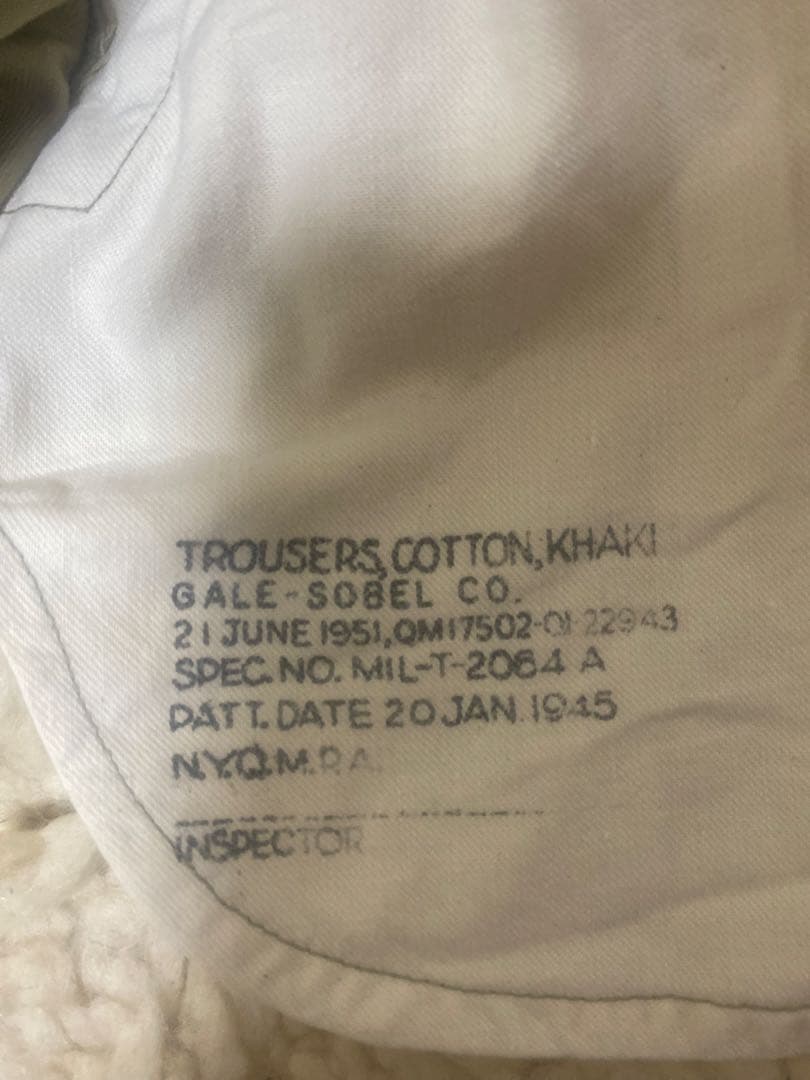 TROUSERS, COTTON, KHAKI
GALE-SOBEL CO.
21 JUNE 1951, QM17502-OI-22943
SPEC. NO. MIL-T-2064 A
PATT. DATE 20 JAN. 1945
N.Y.Q.M.P.A.
INSPECTOR